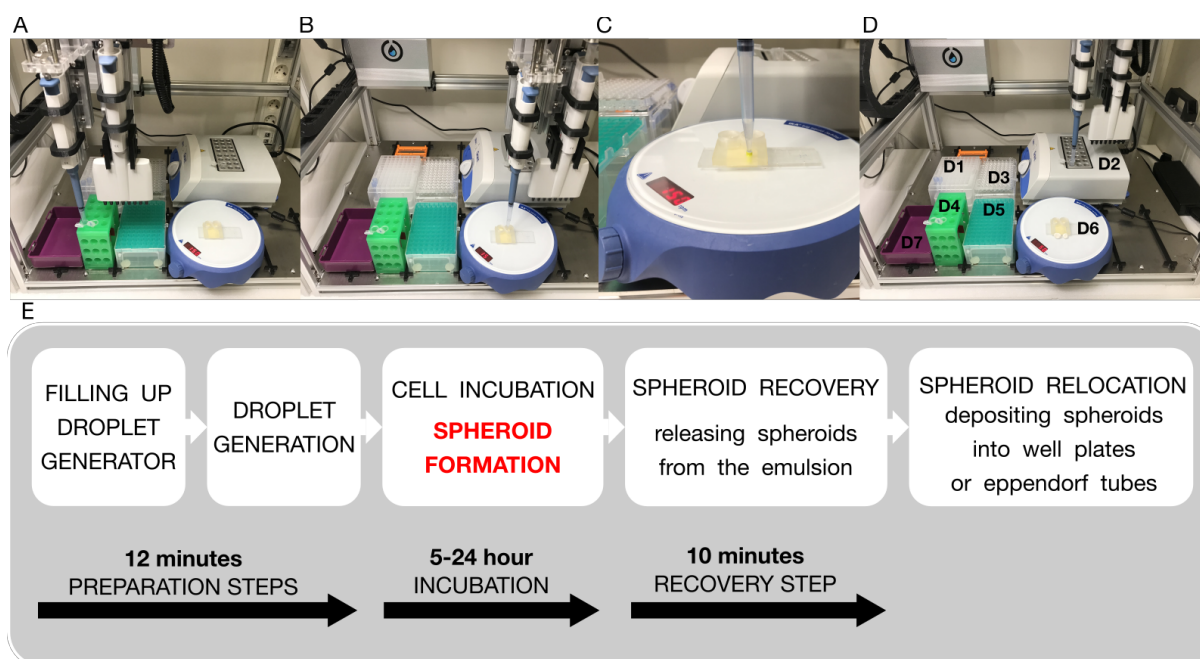 A
B
C
D
D1
D2
D3
D4
D5
D6
D7
E
FILLING UP
DROPLET
GENERATOR
DROPLET
GENERATION
CELL INCUBATION
SPHEROID
FORMATION
SPHEROID RECOVERY
releasing spheroids
from the emulsion
SPHEROID RELOCATION
depositing spheroids
into well plates
or eppendorf tubes
12 minutes
PREPARATION STEPS
5-24 hour
INCUBATION
10 minutes
RECOVERY STEP